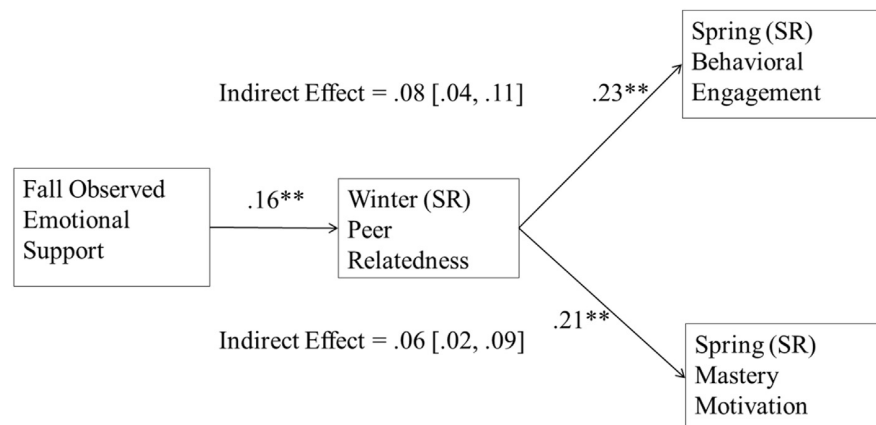 Spring (SR)
Behavioral
Engagement
Indirect Effect = .08 [.04, .11]
.23**
Fall Observed
Emotional
Support
.16**
Winter (SR)
Peer
Relatedness
Indirect Effect = .06 [.02, .09]
.21**
Spring (SR)
Mastery
Motivation